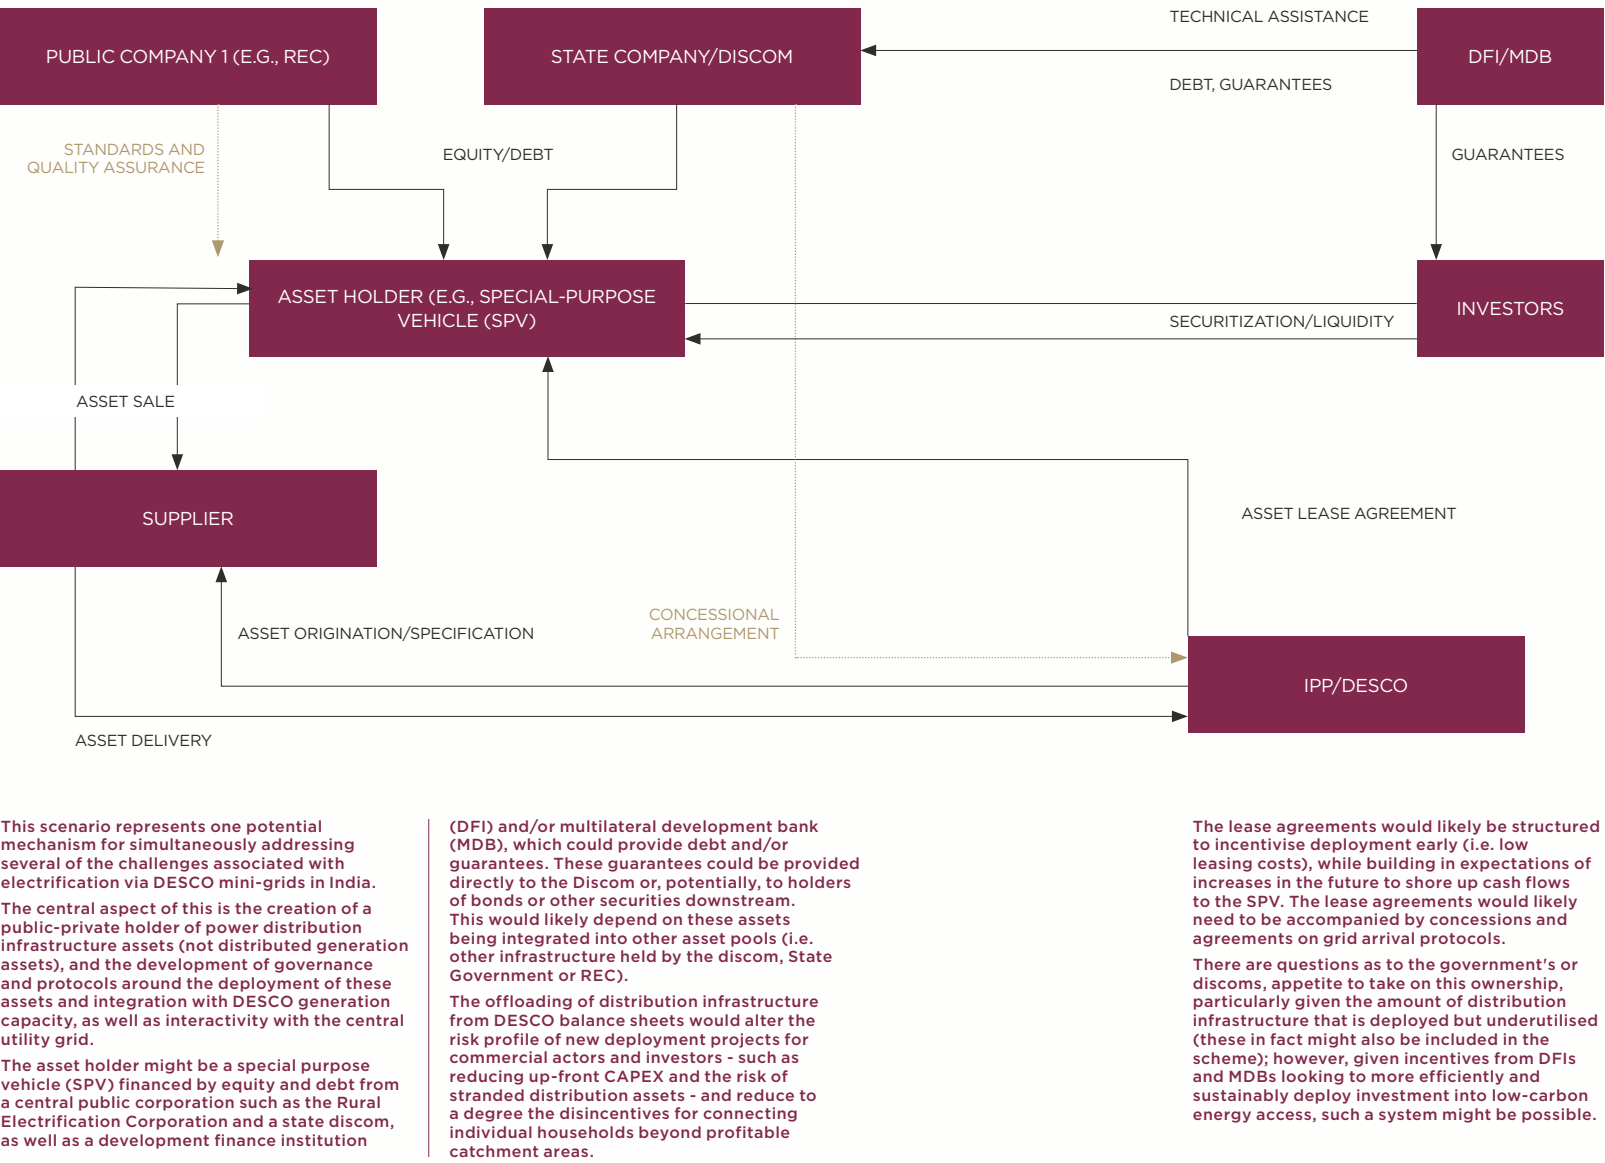 PUBLIC COMPANY 1 (E.G., REC)
STATE COMPANY/DISCOM
TECHNICAL ASSISTANCE
DEBT, GUARANTEES
DFI/MDB
STANDARDS AND
QUALITY ASSURANCE
EQUITY/DEBT
GUARANTEES
ASSET HOLDER (E.G., SPECIAL-PURPOSE
VEHICLE (SPV)
SECURITIZATION/LIQUIDITY
INVESTORS
ASSET SALE
SUPPLIER
ASSET LEASE AGREEMENT
ASSET ORIGINATION/SPECIFICATION
CONCESSIONAL
ARRANGEMENT
IPP/DESCO
ASSET DELIVERY
This scenario represents one potential
mechanism for simultaneously addressing
several of the challenges associated with
electrification via DESCO mini-grids in India.
The central aspect of this is the creation of a
public-private holder of power distribution
infrastructure assets (not distributed generation
assets), and the development of governance
and protocols around the deployment of these
assets and integration with DESCO generation
capacity, as well as interactivity with the central
utility grid.
The asset holder might be a special purpose
vehicle (SPV) financed by equity and debt from
a central public corporation such as the Rural
Electrification Corporation and a state discom,
as well as a development finance institution
(DFI) and/or multilateral development bank
(MDB), which could provide debt and/or
guarantees. These guarantees could be provided
directly to the Discom or, potentially, to holders
of bonds or other securities downstream.
This would likely depend on these assets
being integrated into other asset pools (i.e.
other infrastructure held by the discom, State
Government or REC).
The offloading of distribution infrastructure
from DESCO balance sheets would alter the
risk profile of new deployment projects for
commercial actors and investors - such as
reducing up-front CAPEX and the risk of
stranded distribution assets - and reduce to
a degree the disincentives for connecting
individual households beyond profitable
catchment areas.
The lease agreements would likely be structured
to incentivise deployment early (i.e. low
leasing costs), while building in expectations of
increases in the future to shore up cash flows
to the SPV. The lease agreements would likely
need to be accompanied by concessions and
agreements on grid arrival protocols.
There are questions as to the government's or
discoms, appetite to take on this ownership,
particularly given the amount of distribution
infrastructure that is deployed but underutilised
(these in fact might also be included in the
scheme); however, given incentives from DFIs
and MDBs looking to more efficiently and
sustainably deploy investment into low-carbon
energy access, such a system might be possible.